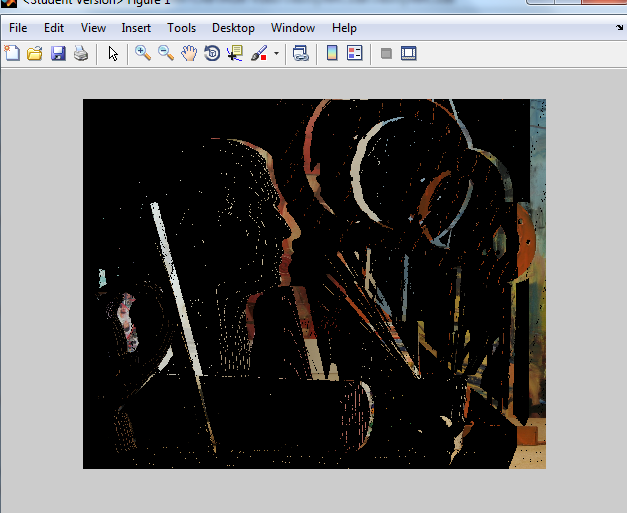 <Student Version> Figure 1
File Edit View Insert Tools Desktop Window Help